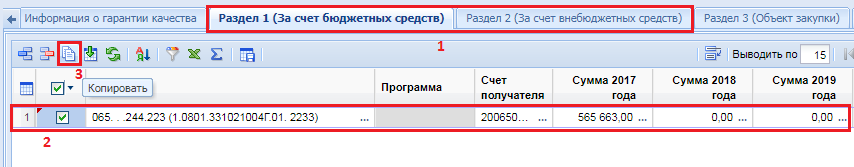 Информация о гарантии качества Раздел 1 (За счет бюджетных средств) Раздел 2 (За счет внебюджетных средств) Раздел 3 (Объект закупки)
1
Выводить по 15
3
Копировать
Программа Счет получателя Сумма 2017 года Сумма 2018 года Сумма 2019 года
1 065. . .244.223 (1.0801.331021004Г.01. 2233) ... 200650... ... 565 663,00 ... 0,00 ... 0,00 ...
2